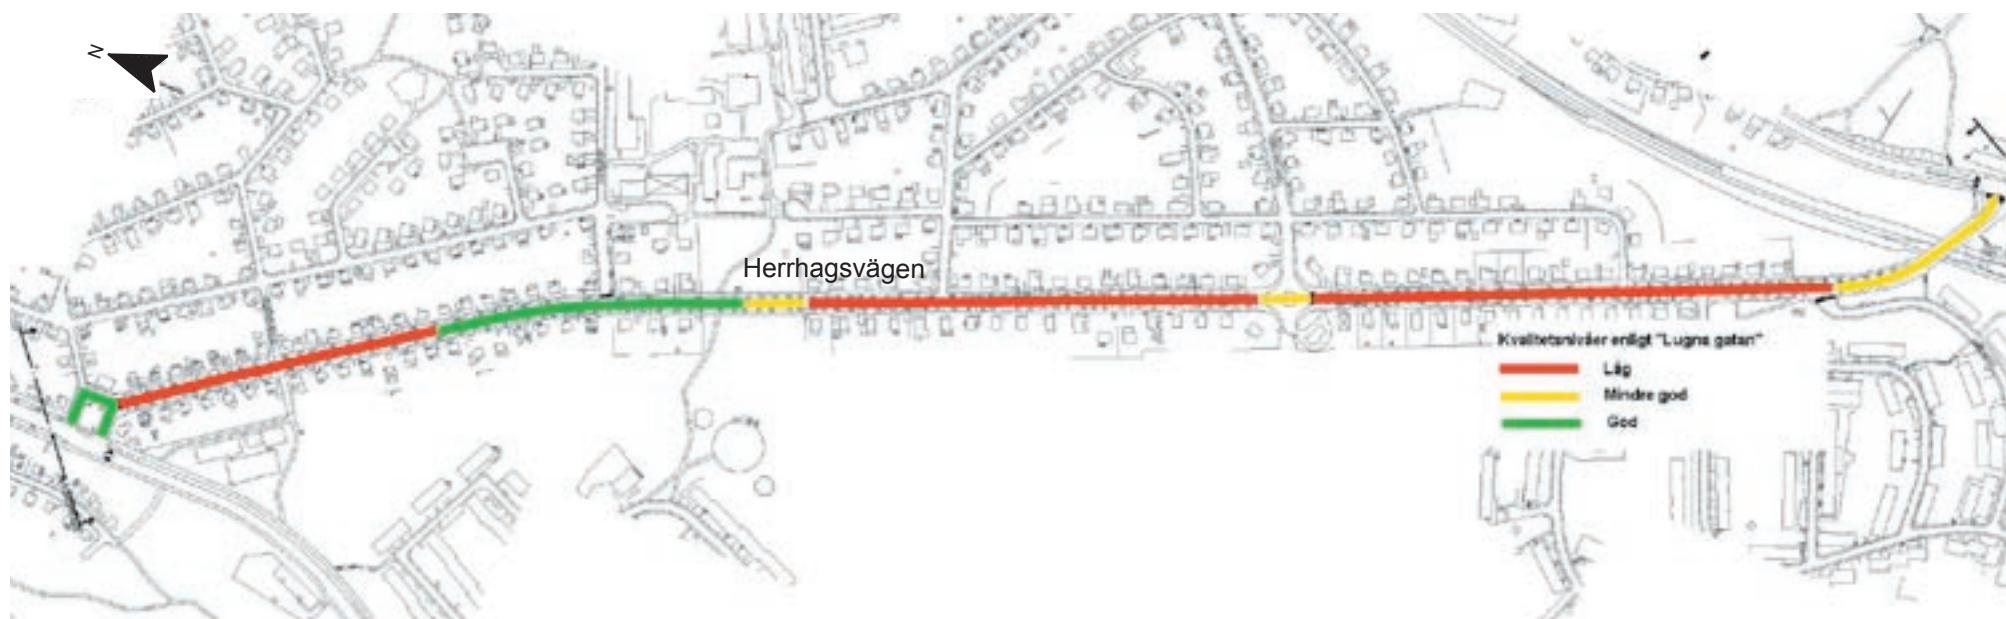 N
Herrhagsvägen
Kvalitetsnivåer enligt "Lugna gatan"
Låg
Mindre god
God